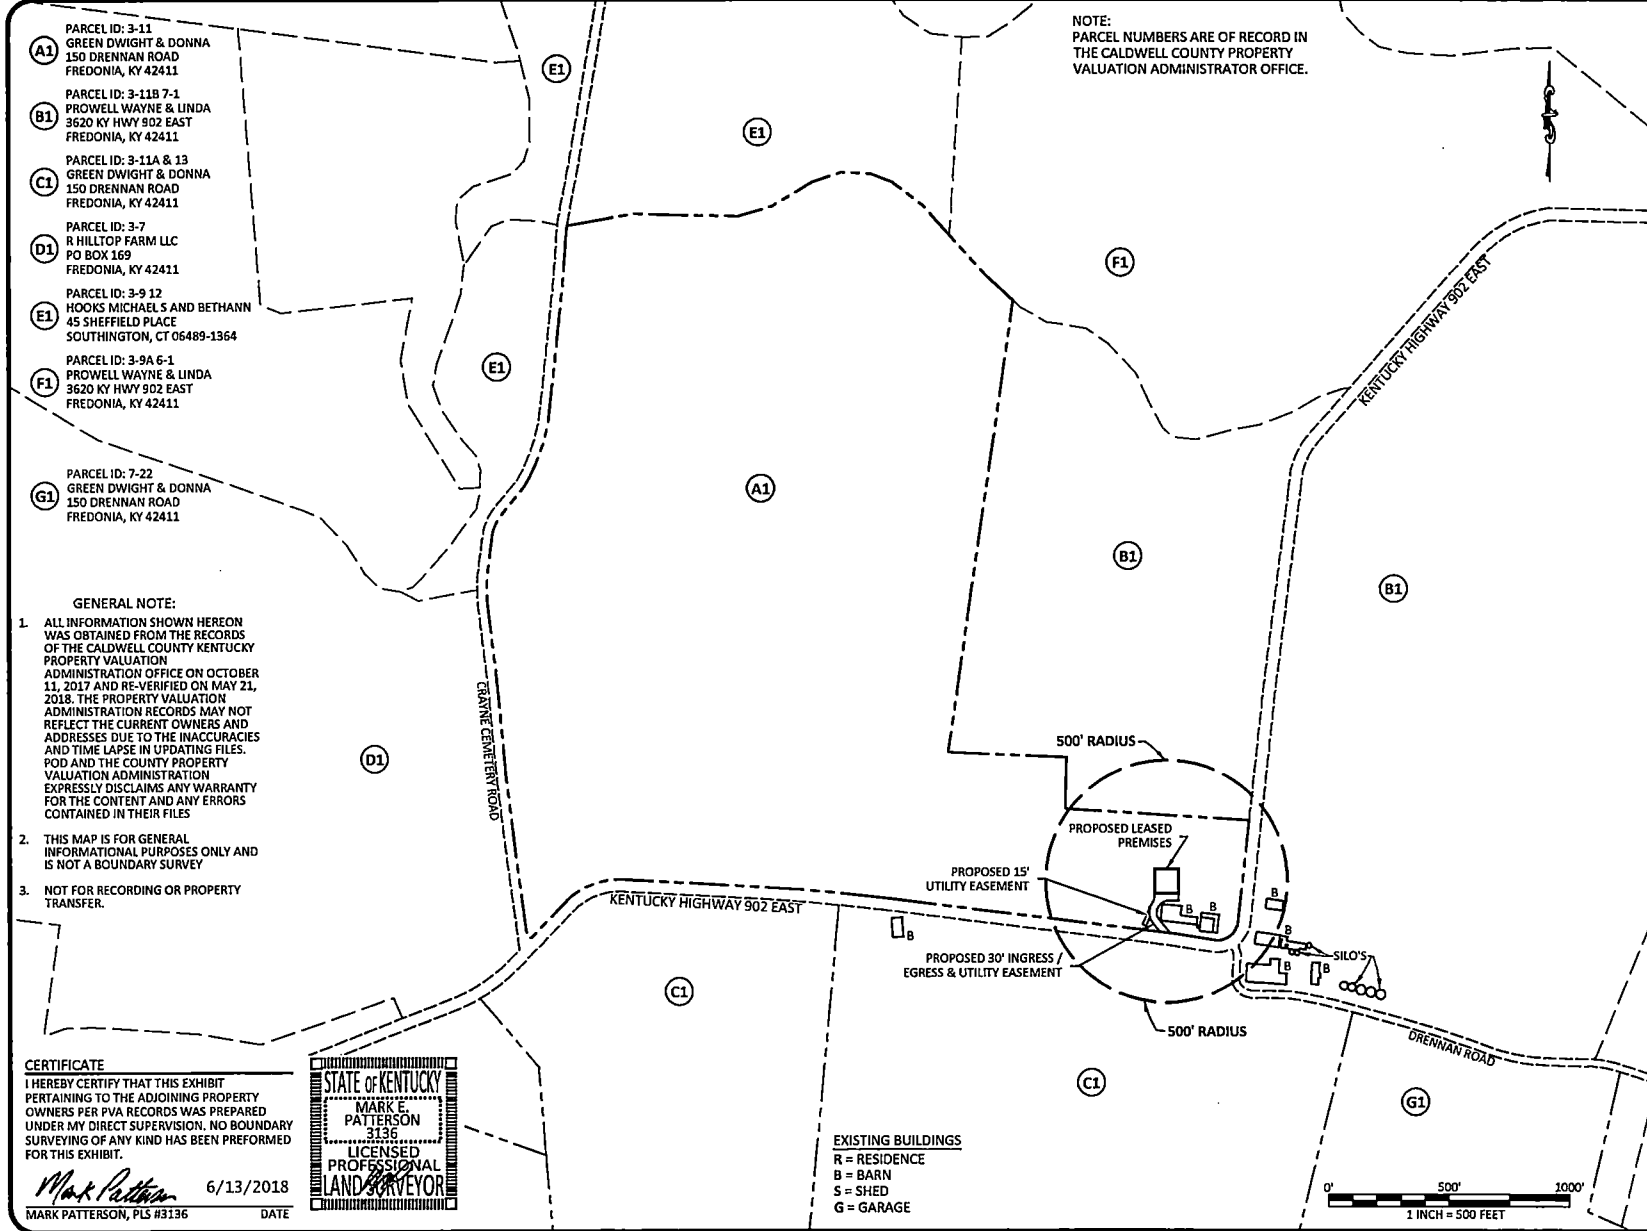 PARCEL ID: 3-11
A1
GREEN DWIGHT & DONNA
150 DRENNAN ROAD
FREDONIA, KY 42411
PARCEL ID: 3-11B 7-1
B1
PROWELL WAYNE & LINDA
3620 KY HWY 902 EAST
FREDONIA, KY 42411
PARCEL ID: 3-11A & 13
C1
GREEN DWIGHT & DONNA
150 DRENNAN ROAD
FREDONIA, KY 42411
PARCEL ID: 3-7
D1
R HILLTOP FARM LLC
PO BOX 169
FREDONIA, KY 42411
PARCEL ID: 3-9 12
E1
HOOKS MICHAEL S AND BETHANN
45 SHEFFIELD PLACE
SOUTHINGTON, CT 06489-1364
PARCEL ID: 3-9A 6-1
F1
PROWELL WAYNE & LINDA
3620 KY HWY 902 EAST
FREDONIA, KY 42411
PARCEL ID: 7-22
G1
GREEN DWIGHT & DONNA
150 DRENNAN ROAD
FREDONIA, KY 42411
GENERAL NOTE:
1. ALL INFORMATION SHOWN HEREON
WAS OBTAINED FROM THE RECORDS
OF THE CALDWELL COUNTY KENTUCKY
PROPERTY VALUATION
ADMINISTRATION OFFICE ON OCTOBER
11, 2017 AND RE-VERIFIED ON MAY 21,
2018. THE PROPERTY VALUATION
ADMINISTRATION RECORDS MAY NOT
REFLECT THE CURRENT OWNERS AND
ADDRESSES DUE TO THE INACCURACIES
AND TIME LAPSE IN UPDATING FILES.
POD AND THE COUNTY PROPERTY
VALUATION ADMINISTRATION
EXPRESSLY DISCLAIMS ANY WARRANTY
FOR THE CONTENT AND ANY ERRORS
CONTAINED IN THEIR FILES
2. THIS MAP IS FOR GENERAL
INFORMATIONAL PURPOSES ONLY AND
IS NOT A BOUNDARY SURVEY
3. NOT FOR RECORDING OR PROPERTY
TRANSFER.
CERTIFICATE
I HEREBY CERTIFY THAT THIS EXHIBIT
PERTAINING TO THE ADJOINING PROPERTY
OWNERS PER PVA RECORDS WAS PREPARED
UNDER MY DIRECT SUPERVISION. NO BOUNDARY
SURVEYING OF ANY KIND HAS BEEN PREFORMED
FOR THIS EXHIBIT.
Mark Patterson 6/13/2018
MARK PATTERSON, PLS #3136 DATE
STATE OF KENTUCKY
MARK E.
PATTERSON
3136
LICENSED
PROFESSIONAL
LAND SURVEYOR
NOTE:
PARCEL NUMBERS ARE OF RECORD IN
THE CALDWELL COUNTY PROPERTY
VALUATION ADMINISTRATOR OFFICE.
E1
E1
F1
E1
A1
B1
B1
D1
C1
C1
G1
KENTUCKY HIGHWAY 902 EAST
CRAYNE CEMETERY ROAD
KENTUCKY HIGHWAY 902 EAST
DRENNAN ROAD
500' RADIUS
PROPOSED LEASED
PREMISES
PROPOSED 15'
UTILITY EASEMENT
PROPOSED 30' INGRESS /
EGRESS & UTILITY EASEMENT
500' RADIUS
B
B
B
B
B
B
B
SILO'S
EXISTING BUILDINGS
R = RESIDENCE
B = BARN
S = SHED
G = GARAGE
0' 500' 1000'
1 INCH = 500 FEET